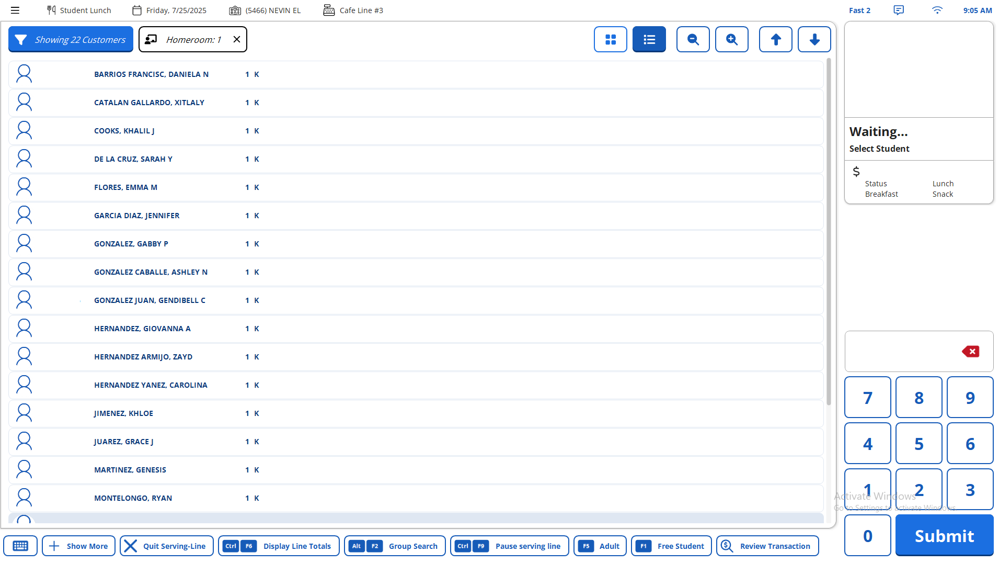 Student Lunch
Friday, 7/25/2025
(5466) NEVIN EL
Cafe Line #3
Fast 2
9:05 AM
Showing 22 Customers
Homeroom: 1
BARRIOS FRANCISC, DANIELA N 1 K
CATALAN GALLARDO, XITLALY 1 K
COOKS, KHALIL J 1 K
DE LA CRUZ, SARAH Y 1 K
FLORES, EMMA M 1 K
GARCIA DIAZ, JENNIFER 1 K
GONZALEZ, GABBY P 1 K
GONZALEZ CABALLE, ASHLEY N 1 K
GONZALEZ JUAN, GENDIBELL C 1 K
HERNANDEZ, GIOVANNA A 1 K
HERNANDEZ ARMIJO, ZAYD 1 K
HERNANDEZ YANEZ, CAROLINA 1 K
JIMENEZ, KHLOE 1 K
JUAREZ, GRACE J 1 K
MARTINEZ, GENESIS 1 K
MONTELONGO, RYAN 1 K
Waiting...
Select Student
$
Status Lunch
Breakfast Snack
7 8 9
4 5 6
1 2 3
Activate Windows
Go to Settings to activate Windows.
0 Submit
Show More
Quit Serving-Line
Ctrl F6 Display Line Totals
Alt F2 Group Search
Ctrl F9 Pause serving line
F5 Adult
F1 Free Student
Review Transaction